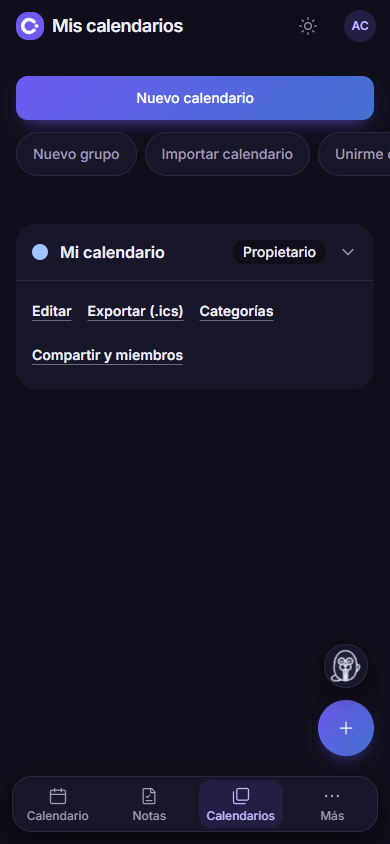 Mis calendarios
AC
Nuevo calendario
Nuevo grupo
Importar calendario
Unirme
Mi calendario
Propietario
Editar
Exportar (.ics)
Categorías
Compartir y miembros
Calendario
Notas
Calendarios
Más